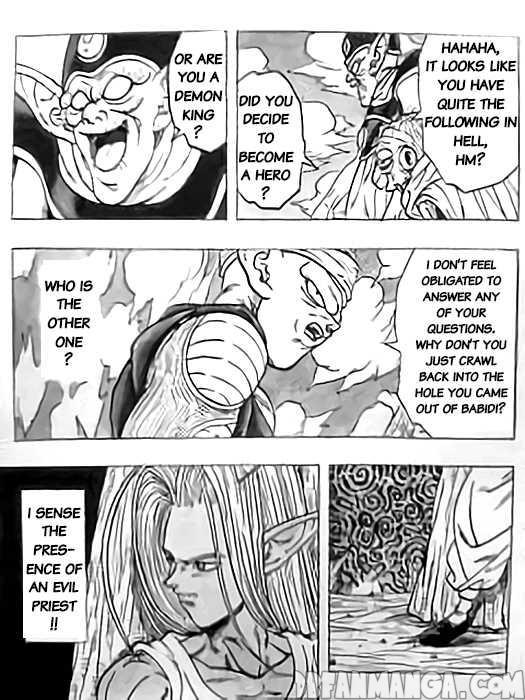 HAHAHA,
IT LOOKS LIKE
YOU HAVE
QUITE THE
FOLLOWING IN
HELL,
HM?
DID YOU
DECIDE
TO
BECOME
A HERO
?
OR ARE
YOU A
DEMON
KING
?
I DON'T FEEL
OBLIGATED TO
ANSWER ANY
OF YOUR
QUESTIONS.
WHY DON'T YOU
JUST CRAWL
BACK INTO THE
HOLE YOU CAME
OUT OF BABIDI?
WHO IS
THE
OTHER
ONE
?
I SENSE
THE
PRES-
ENCE OF
AN EVIL
PRIEST
!!
DBFANMANGA.COM